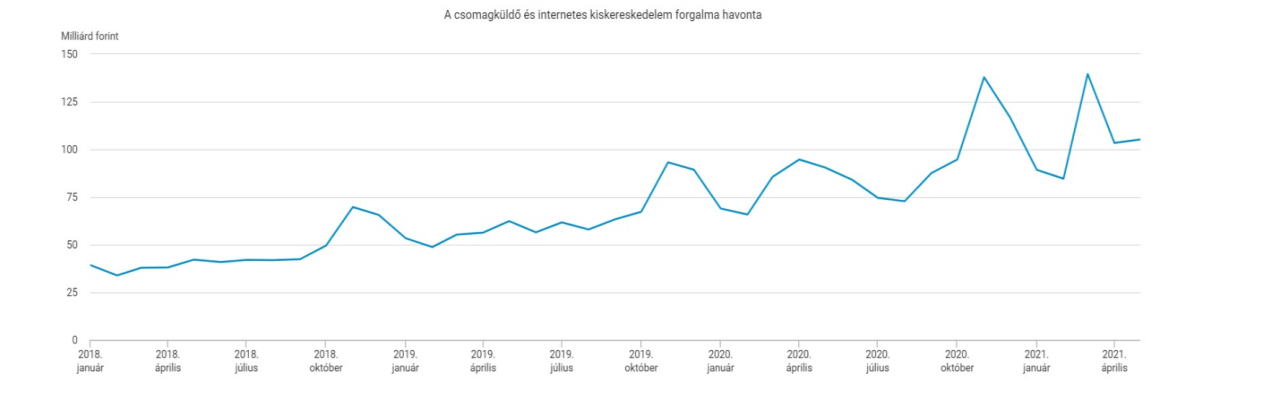 A csomagküldő és internetes kiskereskedelem forgalma havonta
Milliárd forint
150
125
100
75
50
25
0
2018. 2018. 2018. 2018. 2019. 2019. 2019. 2019. 2020. 2020. 2020. 2020. 2021. 2021.
január április július október január április július október január április július október január április